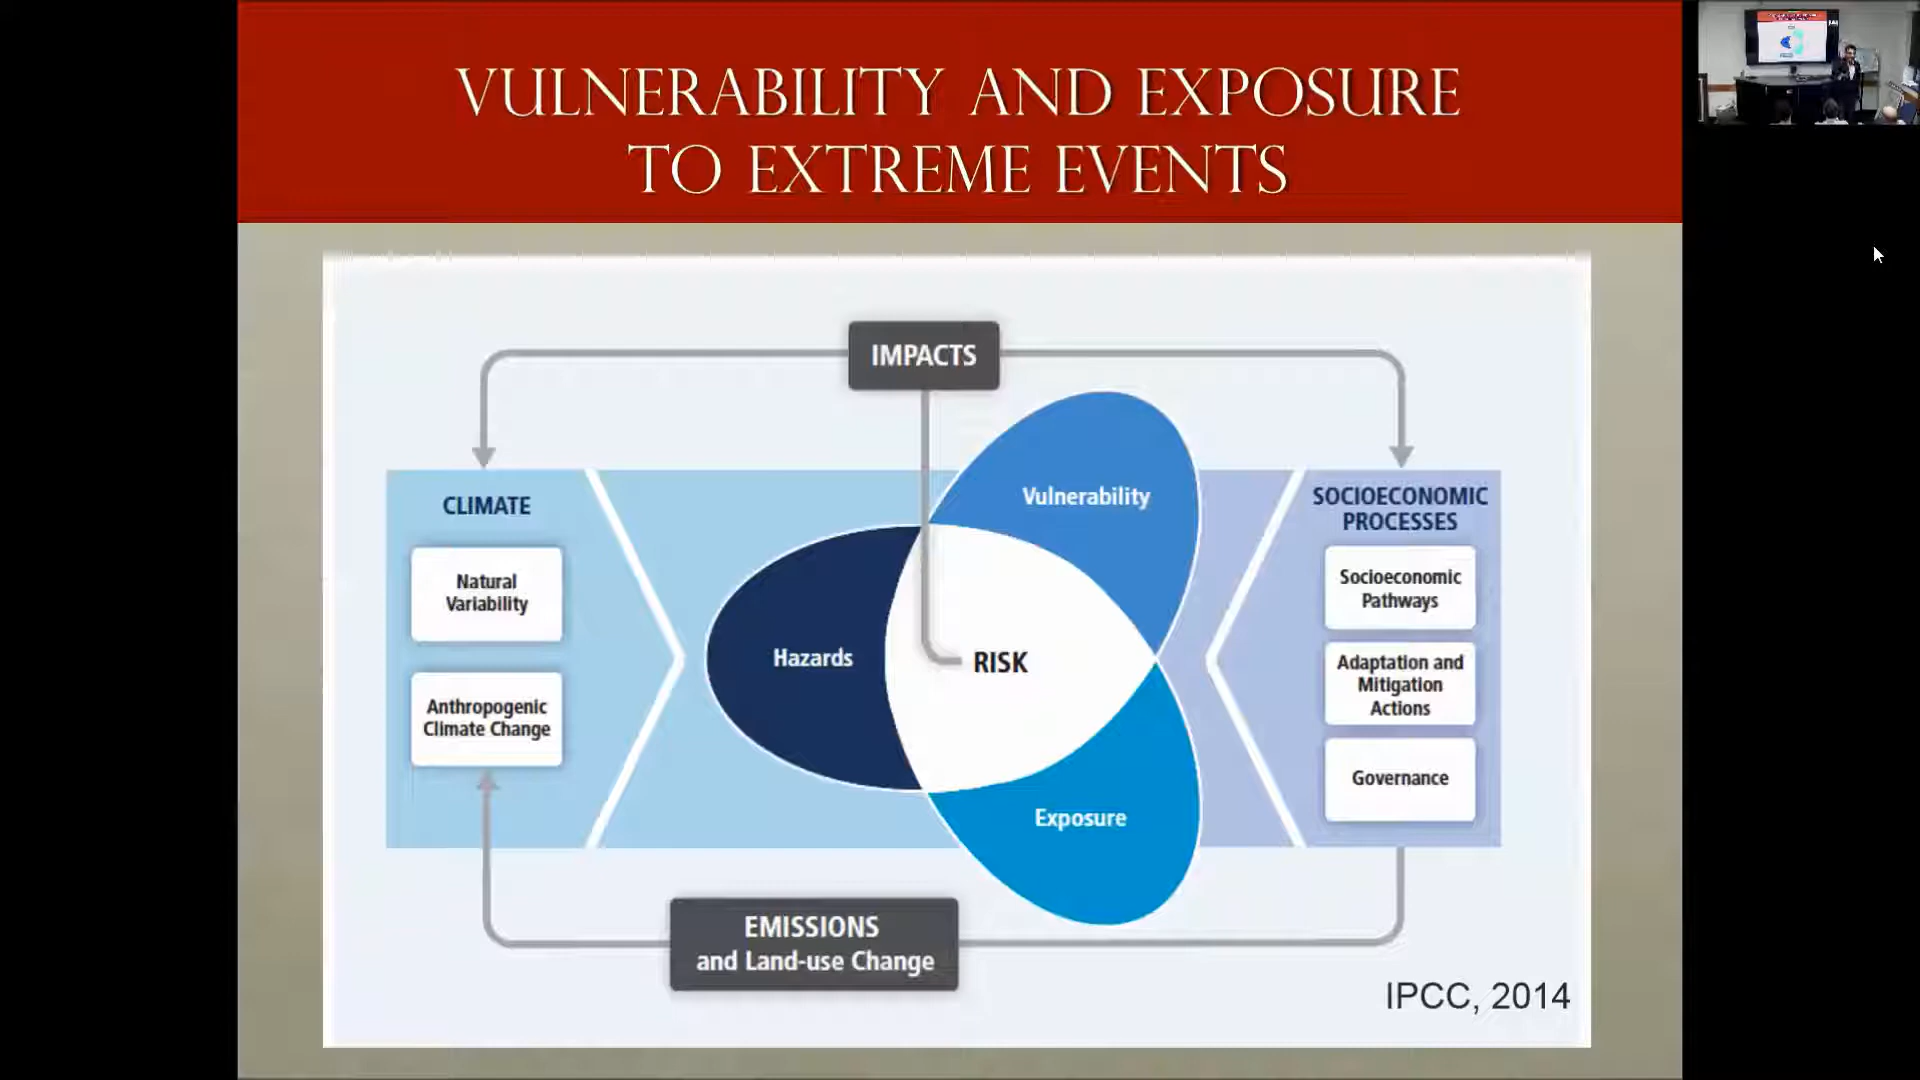 VULNERABILITY AND EXPOSURE
TO EXTREME EVENTS
IMPACTS
CLIMATE
Natural
Variability
Anthropogenic
Climate Change
Vulnerability
Hazards
RISK
Exposure
SOCIOECONOMIC
PROCESSES
Socioeconomic
Pathways
Adaptation and
Mitigation
Actions
Governance
EMISSIONS
and Land-use Change
IPCC, 2014